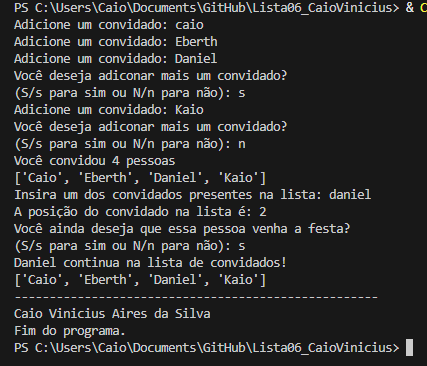 PS C:\Users\Caio\Documents\GitHub\Lista06_CaioVinicius> & C
Adicione um convidado: caio
Adicione um convidado: Eberth
Adicione um convidado: Daniel
Você deseja adiconar mais um convidado?
(S/s para sim ou N/n para não): s
Adicione um convidado: Kaio
Você deseja adiconar mais um convidado?
(S/s para sim ou N/n para não): n
Você convidou 4 pessoas
['Caio', 'Eberth', 'Daniel', 'Kaio']
Insira um dos convidados presentes na lista: daniel
A posição do convidado na lista é: 2
Você ainda deseja que essa pessoa venha a festa?
(S/s para sim ou N/n para não): s
Daniel continua na lista de convidados!
['Caio', 'Eberth', 'Daniel', 'Kaio']
----------------------------------------------------
Caio Vinicius Aires da Silva
Fim do programa.
PS C:\Users\Caio\Documents\GitHub\Lista06_CaioVinicius>